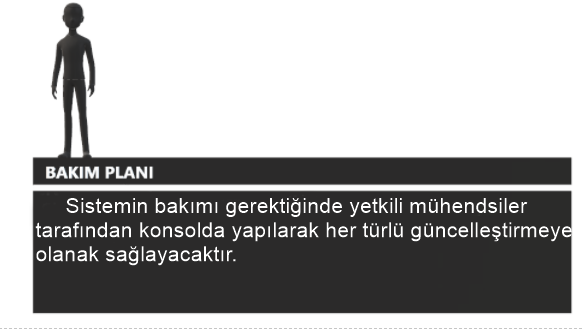 BAKIM PLANI
Sistemin bakımı gerektiğinde yetkili mühendsiler
tarafından konsolda yapılarak her türlü güncelleştirmeye
olanak sağlayacaktır.